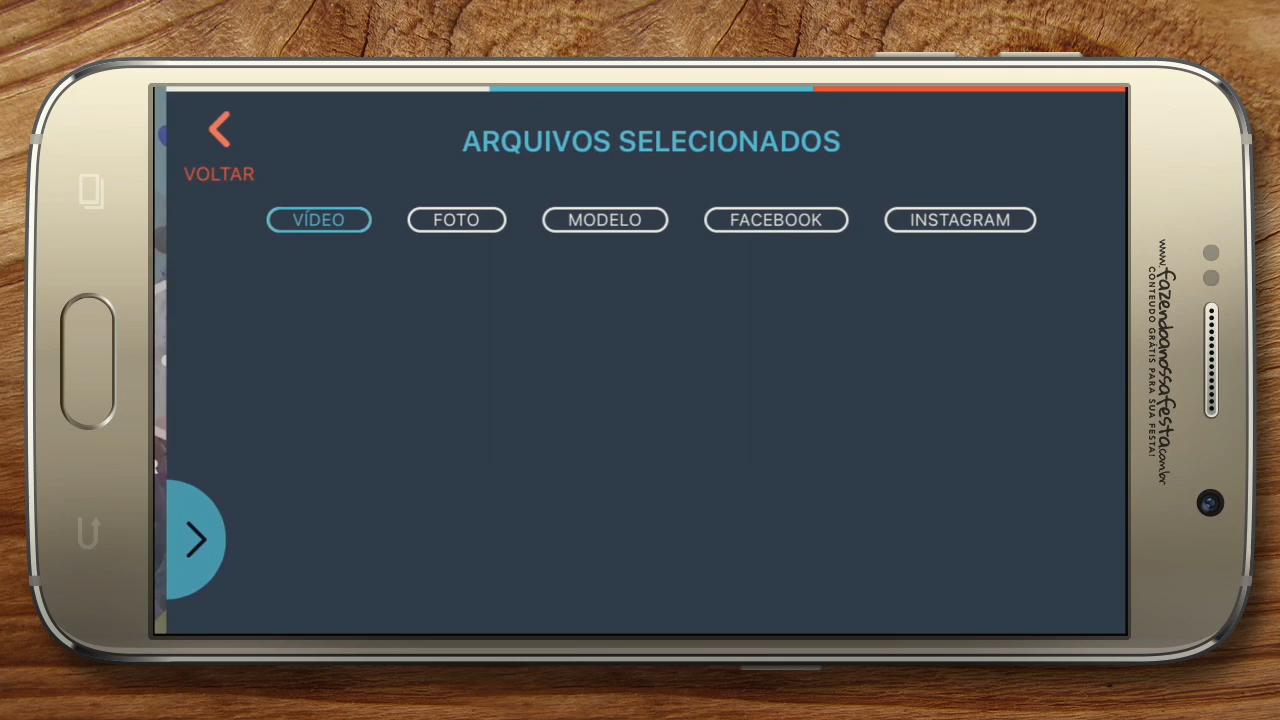 ARQUIVOS SELECIONADOS
VOLTAR
VÍDEO
FOTO
MODELO
FACEBOOK
INSTAGRAM
www.fazendoanossafesta.com.br
CONTEÚDO GRÁTIS PARA SUA FESTA!